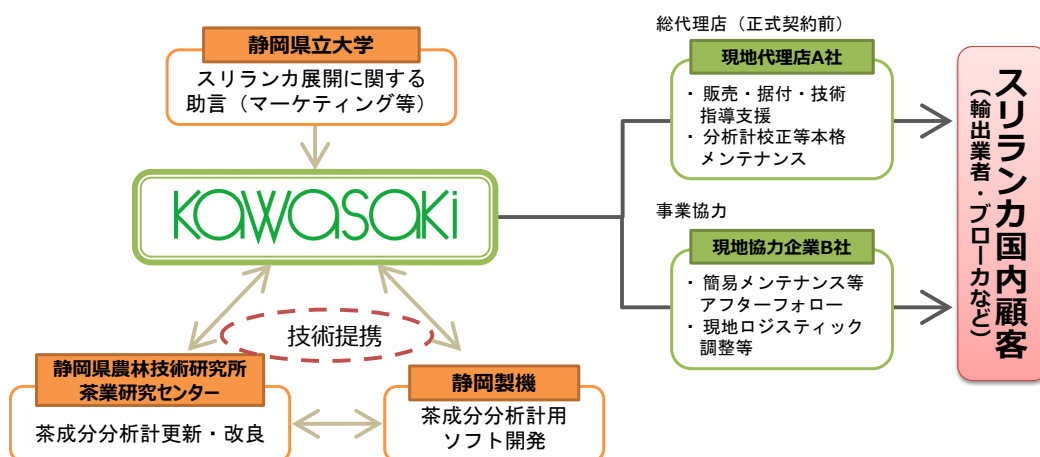 静岡県立大学
スリランカ展開に関する
助言（マーケティング等）
KAWASAKi
技術提携
静岡県農林技術研究所
茶業研究センター
茶成分分析計更新・改良
静岡製機
茶成分分析計用
ソフト開発
総代理店（正式契約前）
現地代理店A社
・ 販売・据付・技術
指導支援
・ 分析計校正等本格
メンテナンス
事業協力
現地協力企業B社
・ 簡易メンテナンス等
アフターフォロー
・ 現地ロジスティック
調整等
スリランカ国内顧客
（輸出業者・ブローカなど）